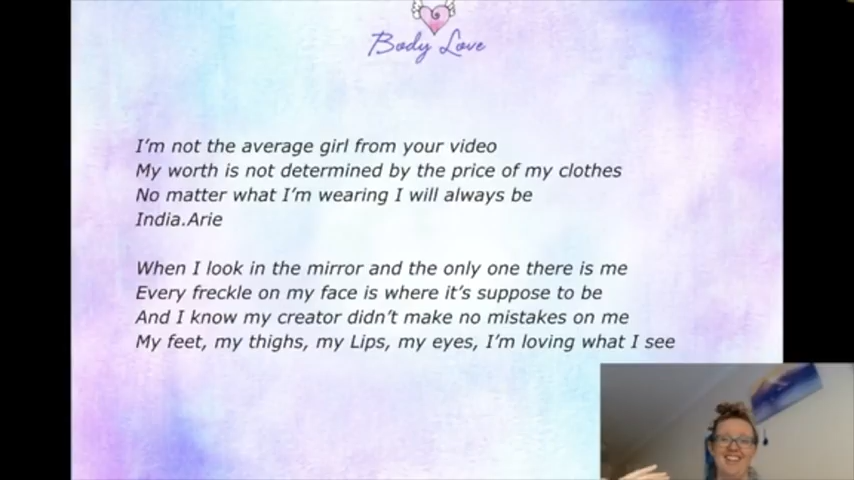 Body Love
I'm not the average girl from your video
My worth is not determined by the price of my clothes
No matter what I'm wearing I will always be
India.Arie
When I look in the mirror and the only one there is me
Every freckle on my face is where it's suppose to be
And I know my creator didn't make no mistakes on me
My feet, my thighs, my Lips, my eyes, I'm loving what I see